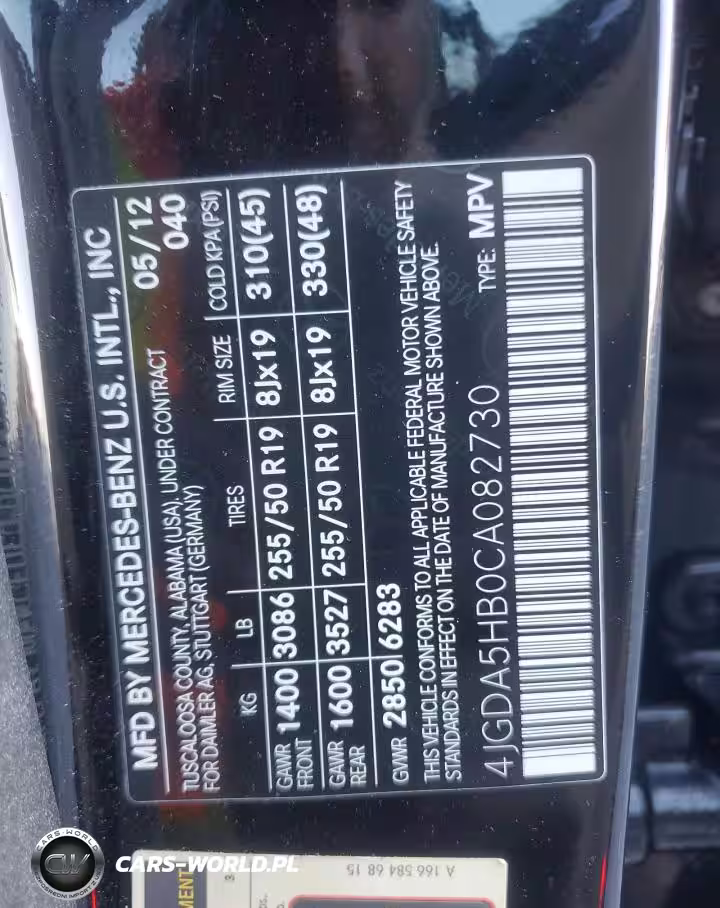 MFD BY MERCEDES-BENZ U.S. INTL., INC
TUSCALOOSA COUNTY, ALABAMA (USA), UNDER CONTRACT 05/12
FOR DAIMLER AG, STUTTGART (GERMANY) 040
KG LB TIRES RIM SIZE COLD KPA (PSI)
GAWR FRONT 1400 3086 255/50 R19 8Jx19 310(45)
GAWR REAR 1600 3527 255/50 R19 8Jx19 330(48)
GVWR 2850 6283
THIS VEHICLE CONFORMS TO ALL APPLICABLE FEDERAL MOTOR VEHICLE SAFETY
STANDARDS IN EFFECT ON THE DATE OF MANUFACTURE SHOWN ABOVE.
4JGDA5HB0CA082730 TYPE: MPV
A 166 584 68 15
CARS-WORLD.PL
CARS-WORLD